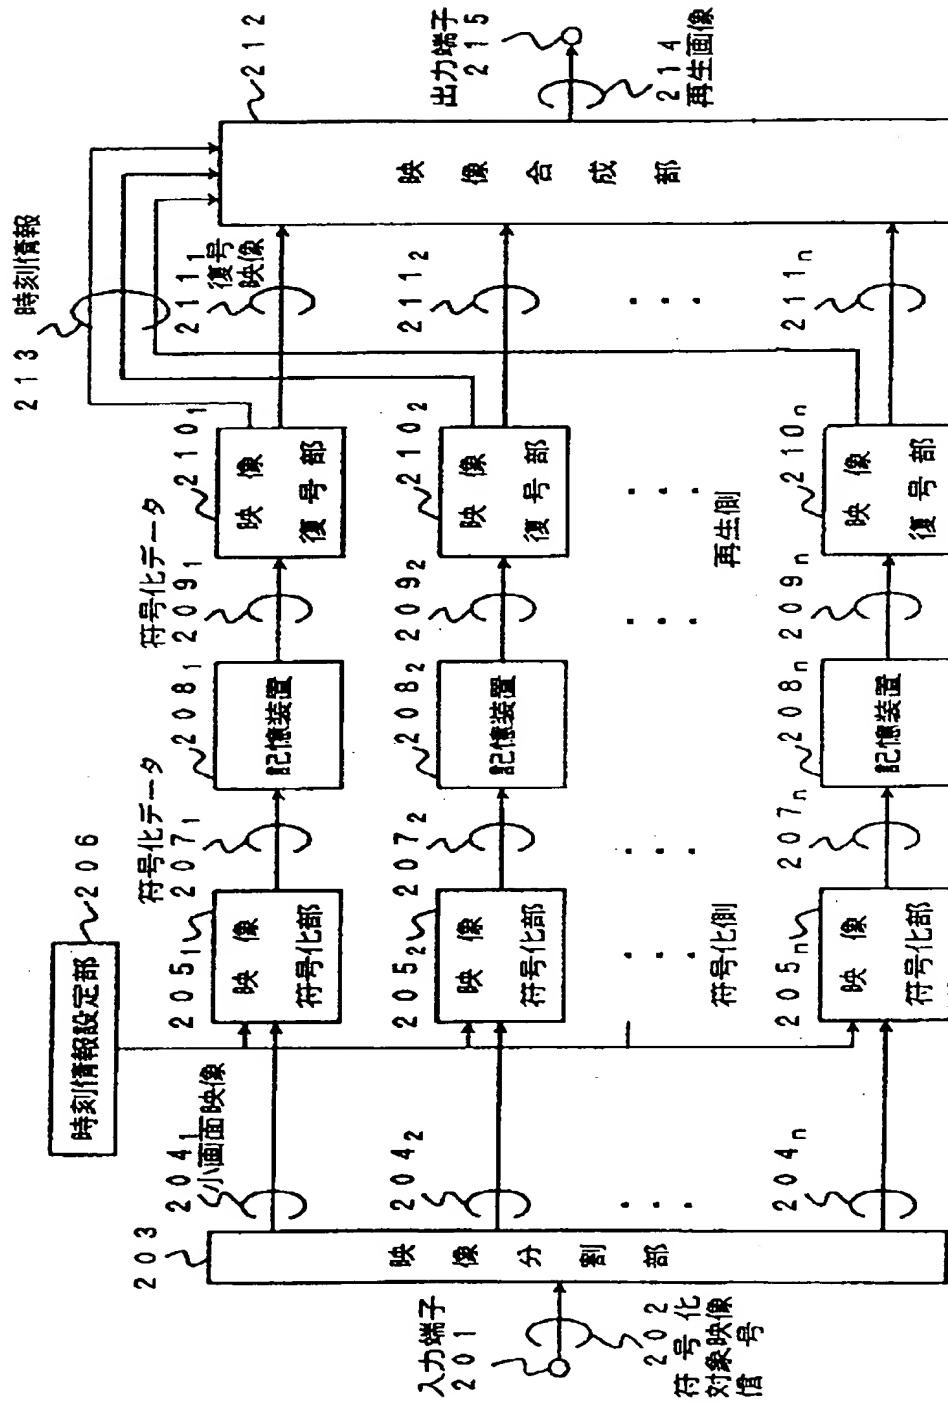 入力端子
201
202
符号化
対象映像
信号
203
映像分割部
204₁
小画面映像
204₂
204ₙ
時刻情報設定部
206
205₁
映像
符号化部
205₂
映像
符号化部
205ₙ
映像
符号化部
符号化側
符号化データ
207₁
207₂
207ₙ
208₁
記憶装置
208₂
記憶装置
208ₙ
記憶装置
符号化データ
209₁
209₂
209ₙ
210₁
映像
復号部
210₂
映像
復号部
210ₙ
映像
復号部
再生側
213 時刻情報
211₁
復号
映像
211₂
211ₙ
212
映像合成部
出力端子
215
214
再生画像